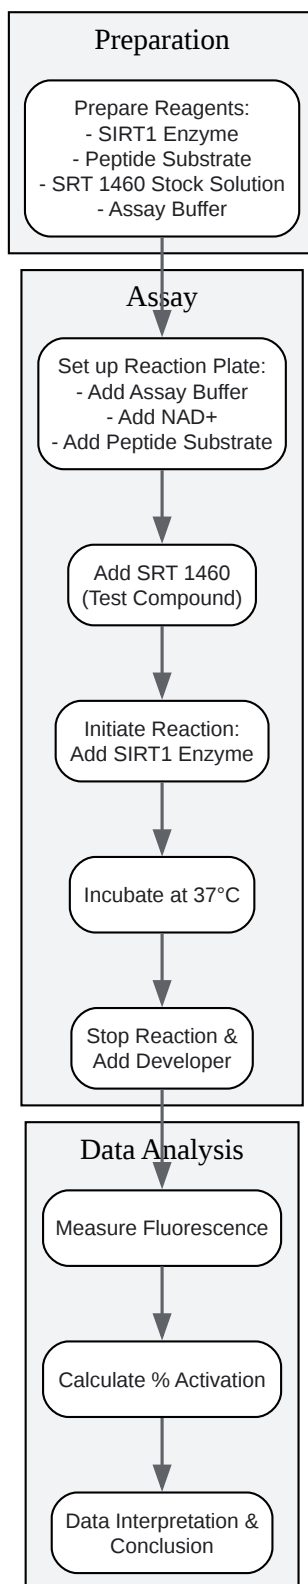 Preparation
Prepare Reagents:
- SIRT1 Enzyme
- Peptide Substrate
- SRT 1460 Stock Solution
- Assay Buffer
Assay
Set up Reaction Plate:
- Add Assay Buffer
- Add NAD+
- Add Peptide Substrate
Add SRT 1460
(Test Compound)
Initiate Reaction:
Add SIRT1 Enzyme
Incubate at 37°C
Stop Reaction &
Add Developer
Data Analysis
Measure Fluorescence
Calculate % Activation
Data Interpretation &
Conclusion